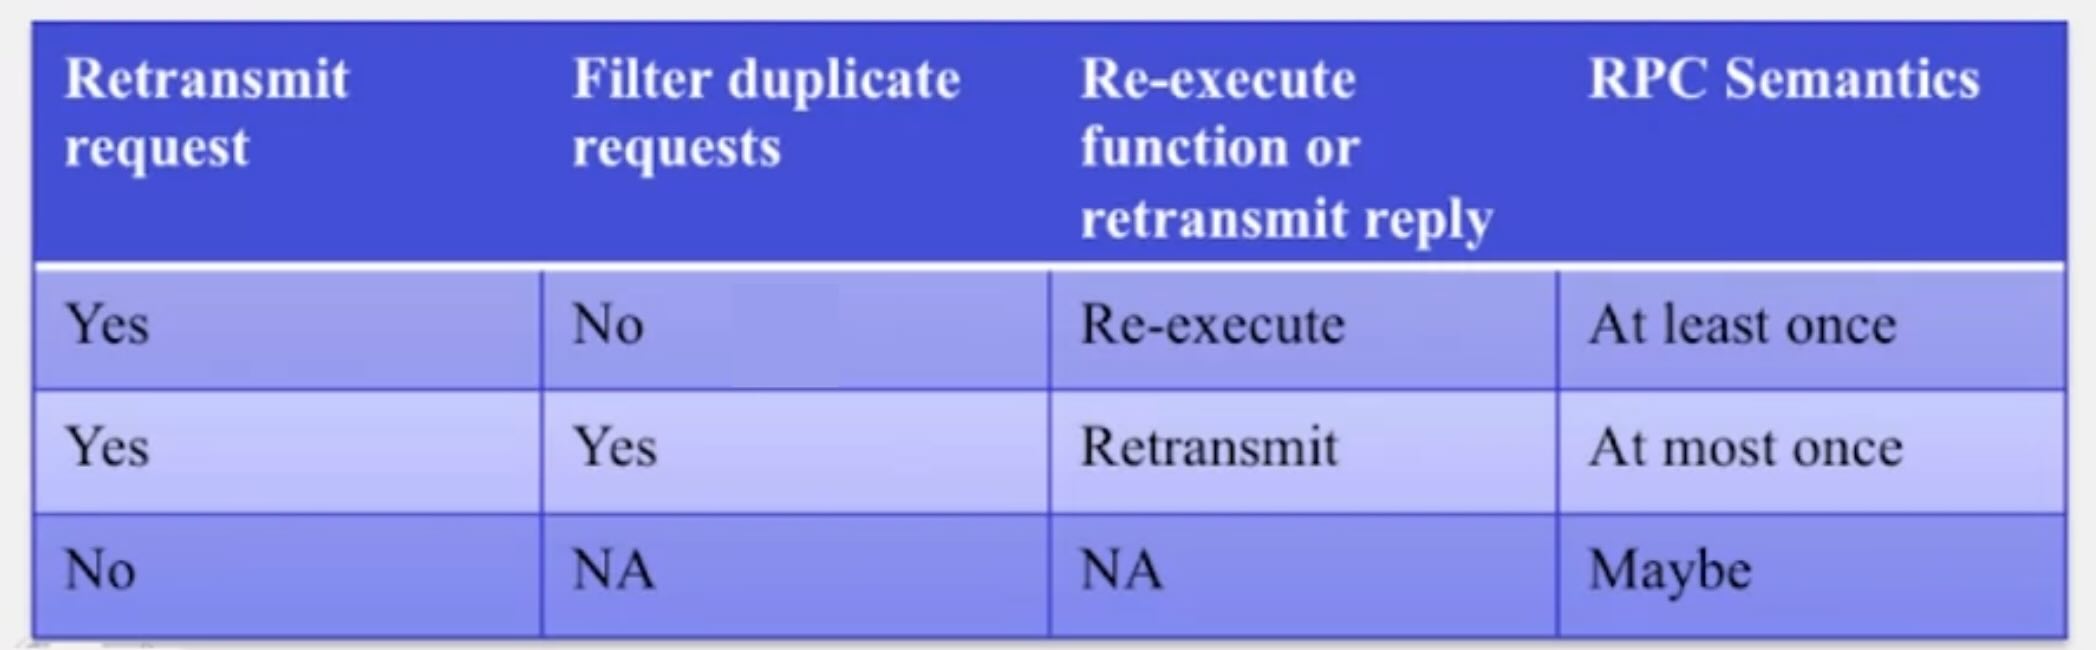 Retransmit request
Filter duplicate requests
Re-execute function or retransmit reply
RPC Semantics
Yes
No
Re-execute
At least once
Yes
Yes
Retransmit
At most once
No
NA
NA
Maybe